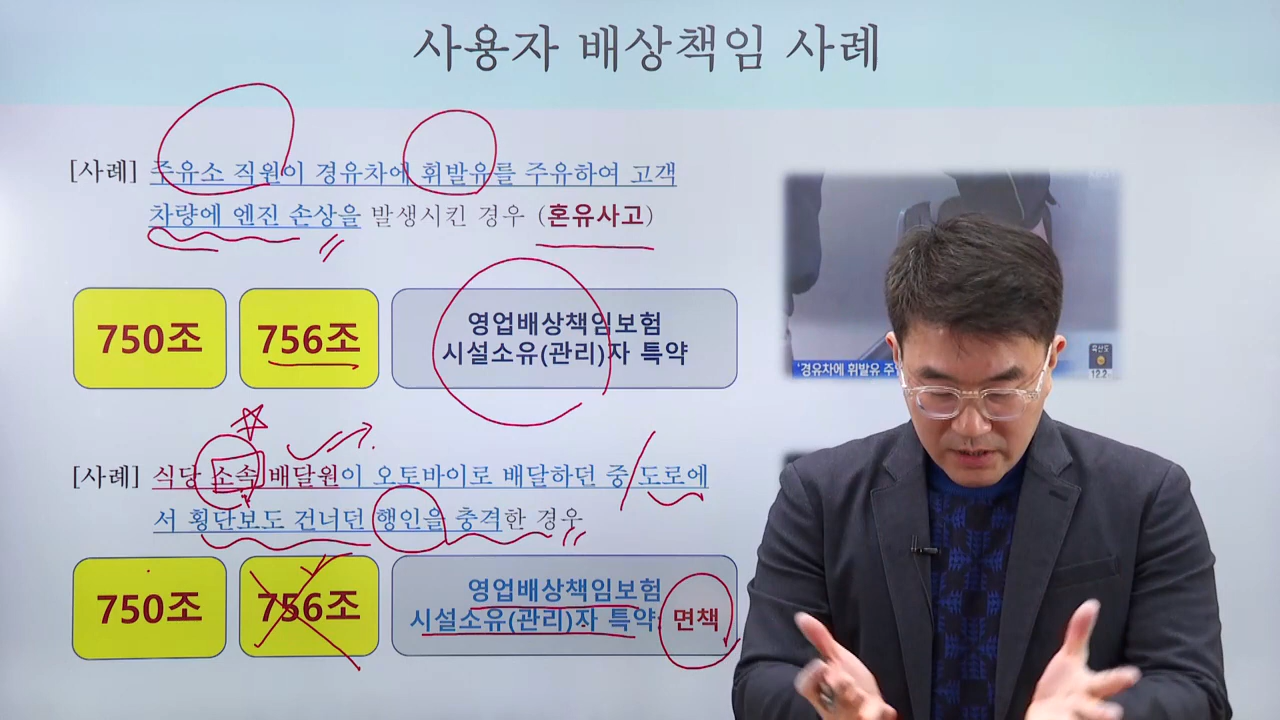 사용자 배상책임 사례
[사례] 주유소 직원이 경유차에 휘발유를 주유하여 고객
차량에 엔진 손상을 발생시킨 경우 (혼유사고)
750조
756조
영업배상책임보험
시설소유(관리)자 특약
'경유차에 휘발유 주
12.2
[사례] 식당 소속 배달원이 오토바이로 배달하던 중 도로에
서 횡단보도 건너던 행인을 충격한 경우
750조
756조
영업배상책임보험
시설소유(관리)자 특약 면책